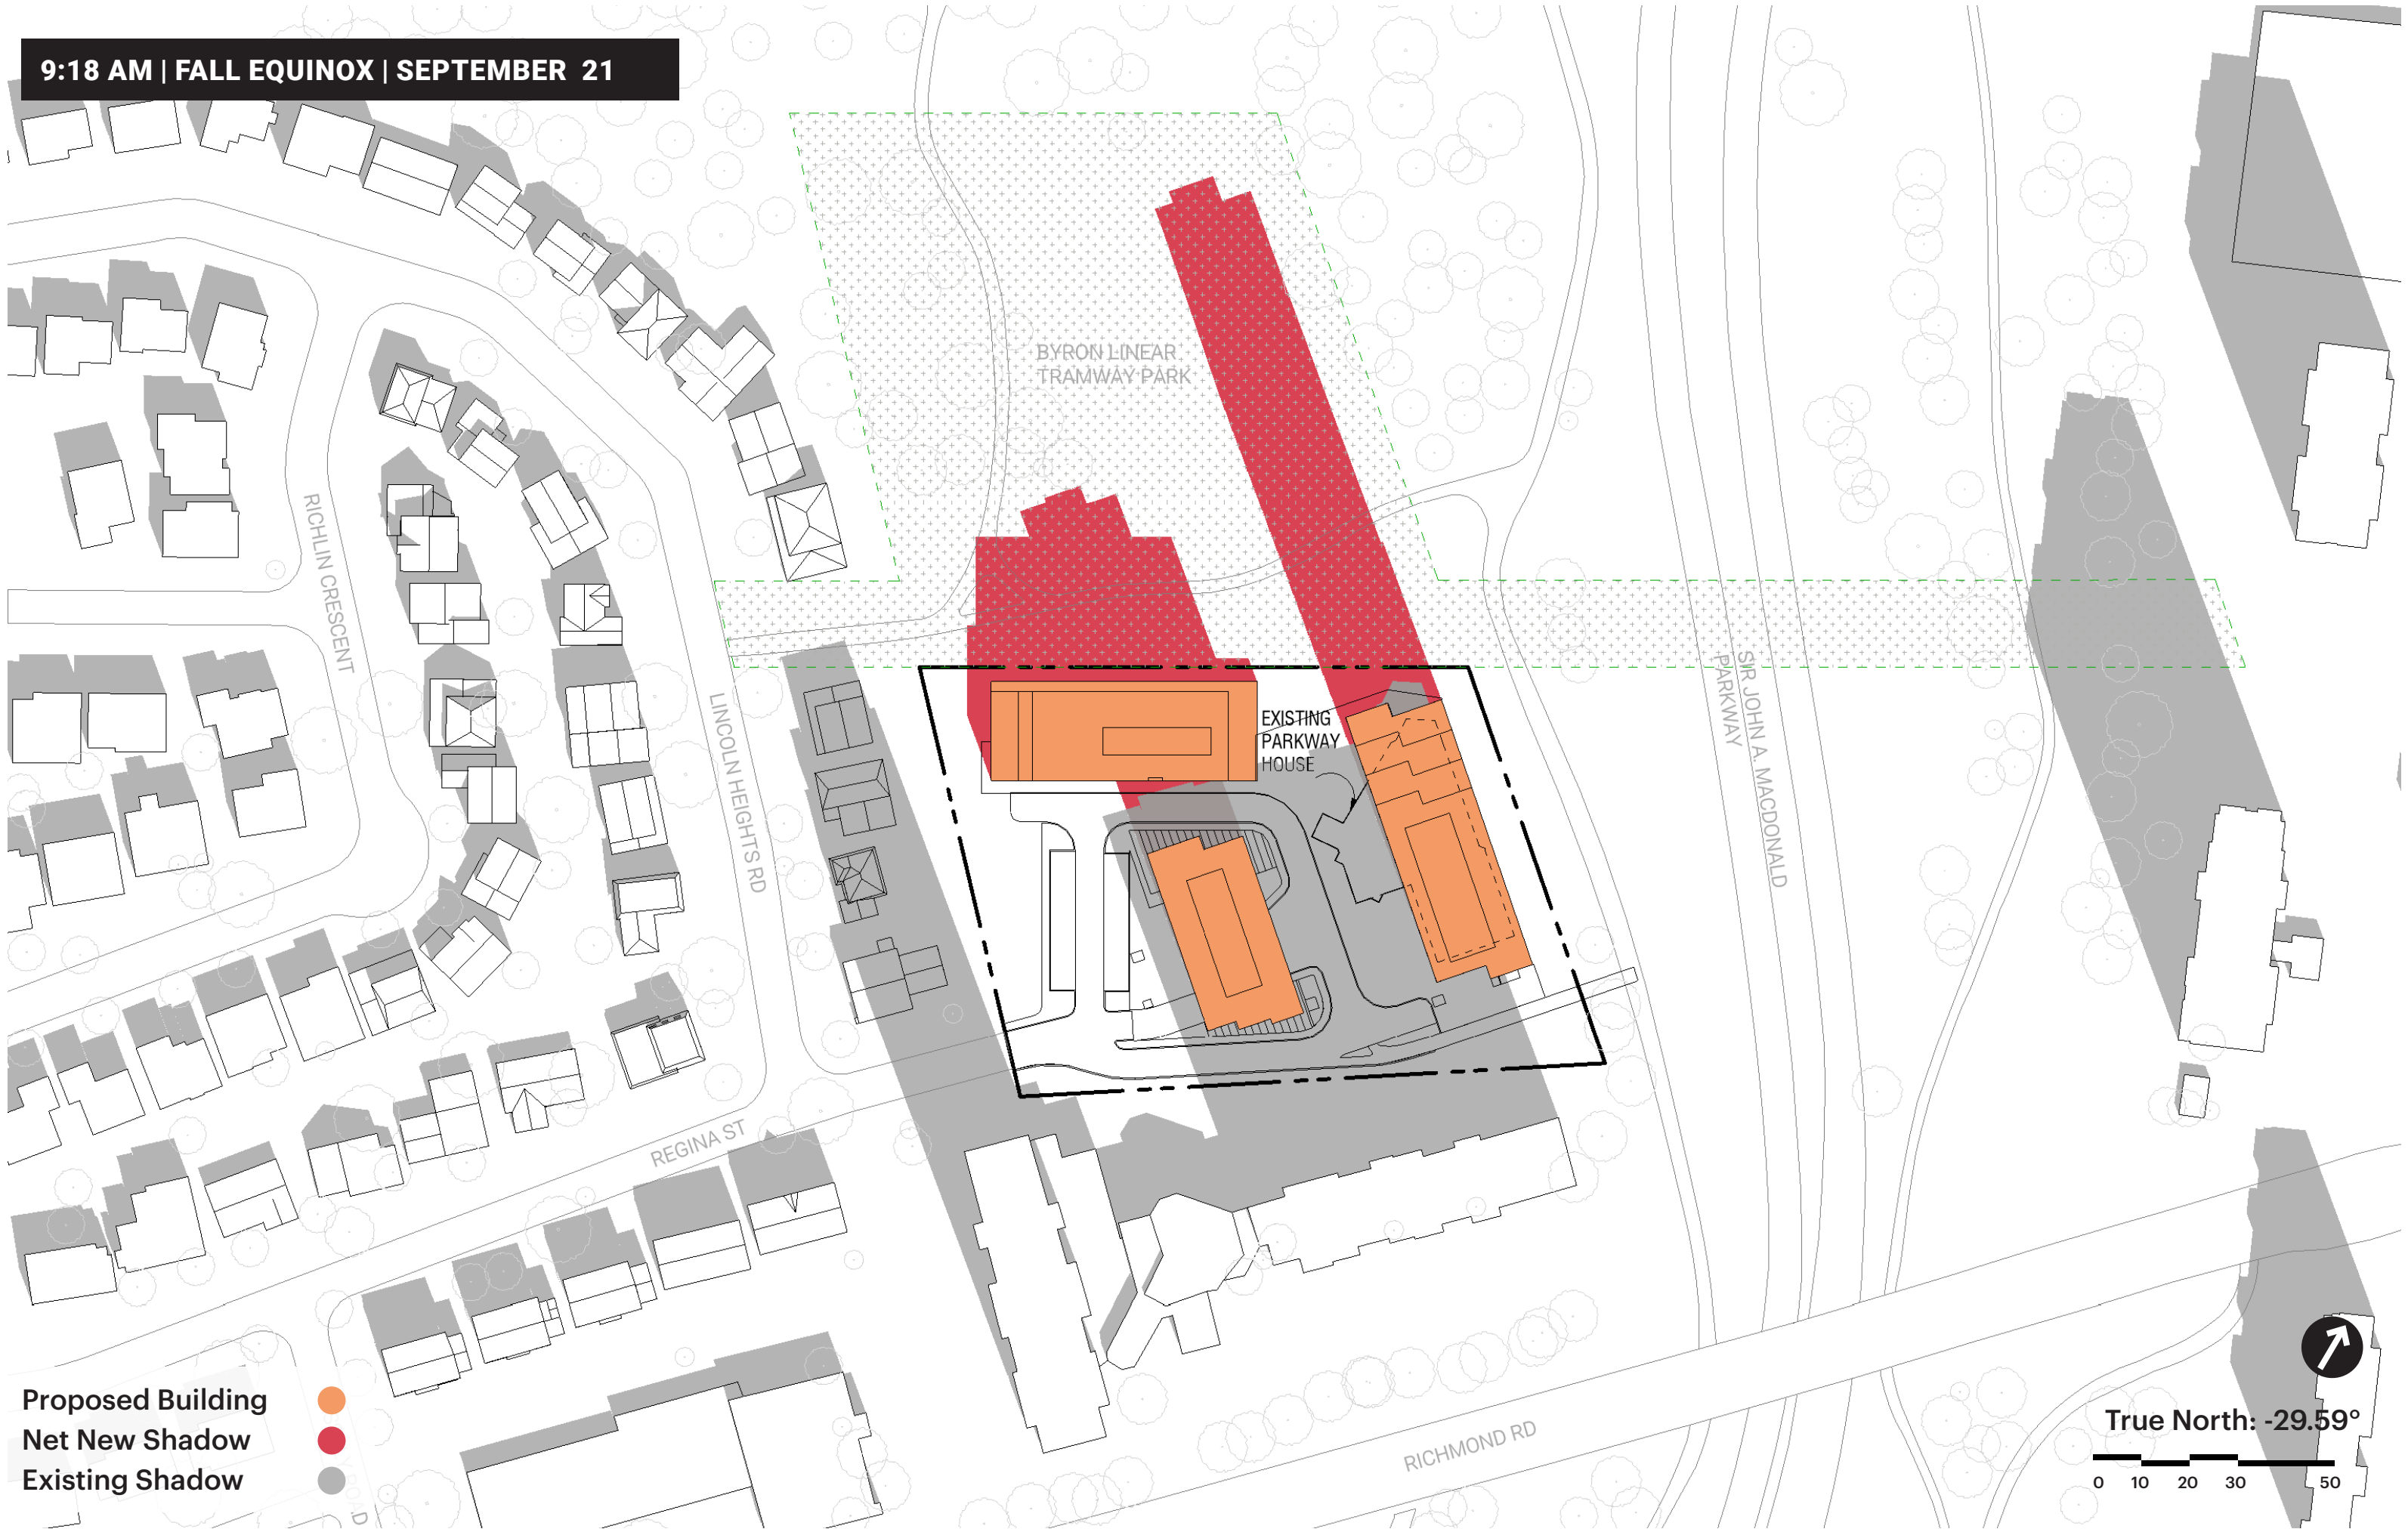 9:18 AM | FALL EQUINOX | SEPTEMBER 21
BYRON LINEAR
TRAMWAY PARK
RICHLIN CRESCENT
LINCOLN HEIGHTS RD
EXISTING
PARKWAY
HOUSE
SIR JOHN A. MACDONALD
PARKWAY
REGINA ST
RICHMOND RD
Proposed Building
Net New Shadow
Existing Shadow
True North: -29.59°
0 10 20 30 50